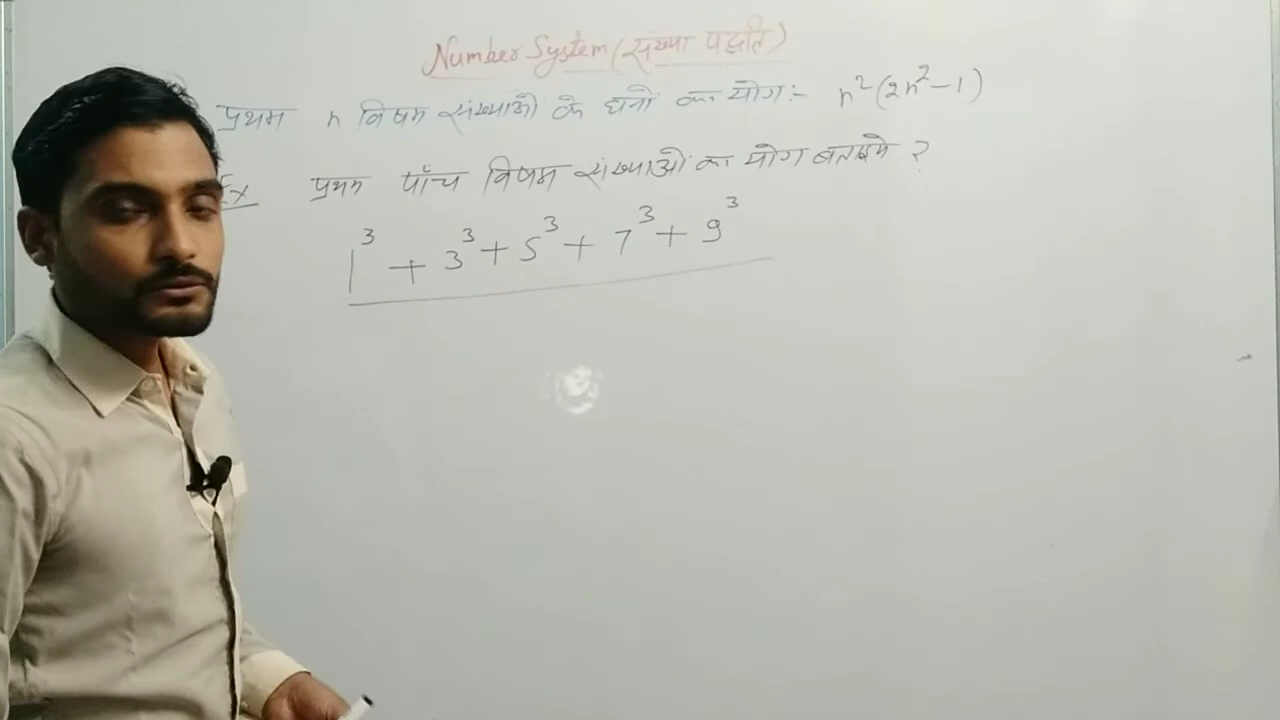 Number System (संख्या पद्धति)
प्रथम n विषम संख्याओं के घनों का योग:- n²(2n²-1)
Ex प्रथम पाँच विषम संख्याओं का योग बताइये ?
1³ + 3³ + 5³ + 7³ + 9³